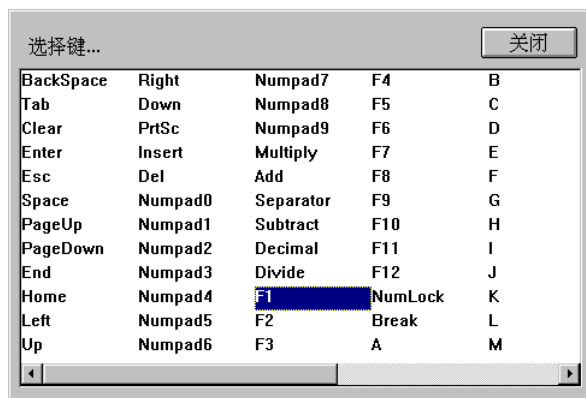 选择键... 关闭
BackSpace Right Numpad7 F4 B
Tab Down Numpad8 F5 C
Clear PrtSc Numpad9 F6 D
Enter Insert Multiply F7 E
Esc Del Add F8 F
Space Numpad0 Separator F9 G
PageUp Numpad1 Subtract F10 H
PageDown Numpad2 Decimal F11 I
End Numpad3 Divide F12 J
Home Numpad4 F1 NumLock K
Left Numpad5 F2 Break L
Up Numpad6 F3 A M